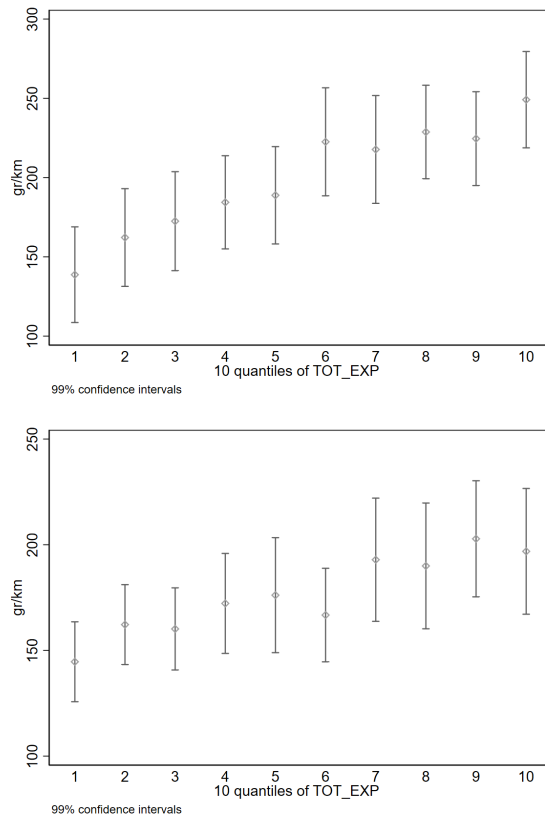 300
250
200
150
100
gr/km
1 2 3 4 5 6 7 8 9 10
10 quantiles of TOT_EXP
99% confidence intervals
250
200
150
100
gr/km
1 2 3 4 5 6 7 8 9 10
10 quantiles of TOT_EXP
99% confidence intervals